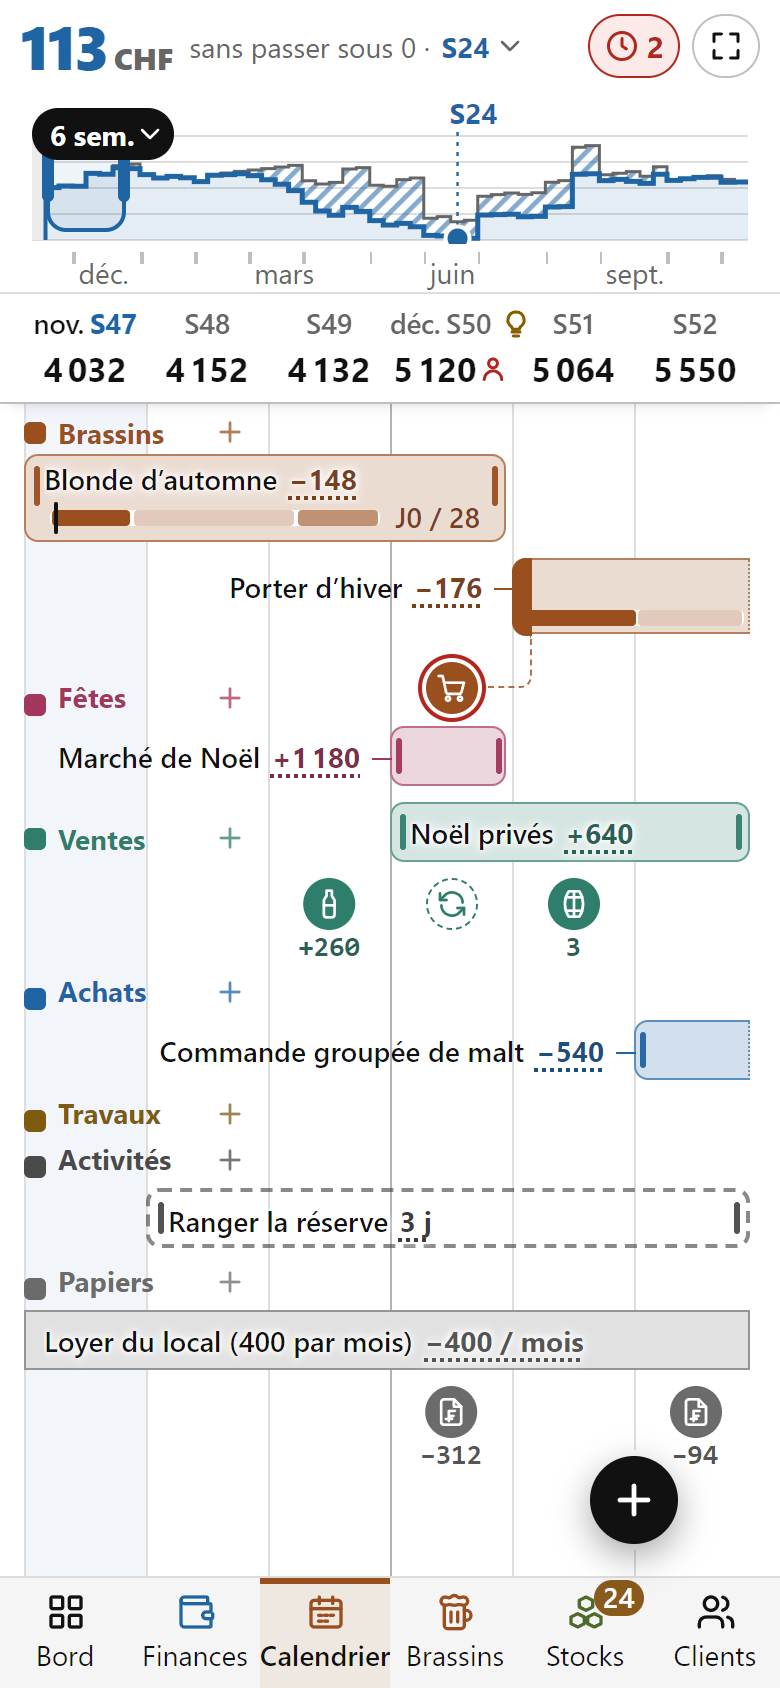 113 CHF sans passer sous 0 · S24
2
S24
6 sem.
déc. mars juin sept.
nov. S47 S48 S49 déc. S50 S51 S52
4 032 4 152 4 132 5 120 5 064 5 550
Brassins +
Blonde d’automne −148
J0 / 28
Porter d’hiver −176
Fêtes +
Marché de Noël +1 180
Ventes +
Noël privés +640
+260 3
Achats +
Commande groupée de malt −540
Travaux +
Activités +
Ranger la réserve 3 j
Papiers +
Loyer du local (400 par mois) −400 / mois
−312 −94
+
24
Bord Finances Calendrier Brassins Stocks Clients